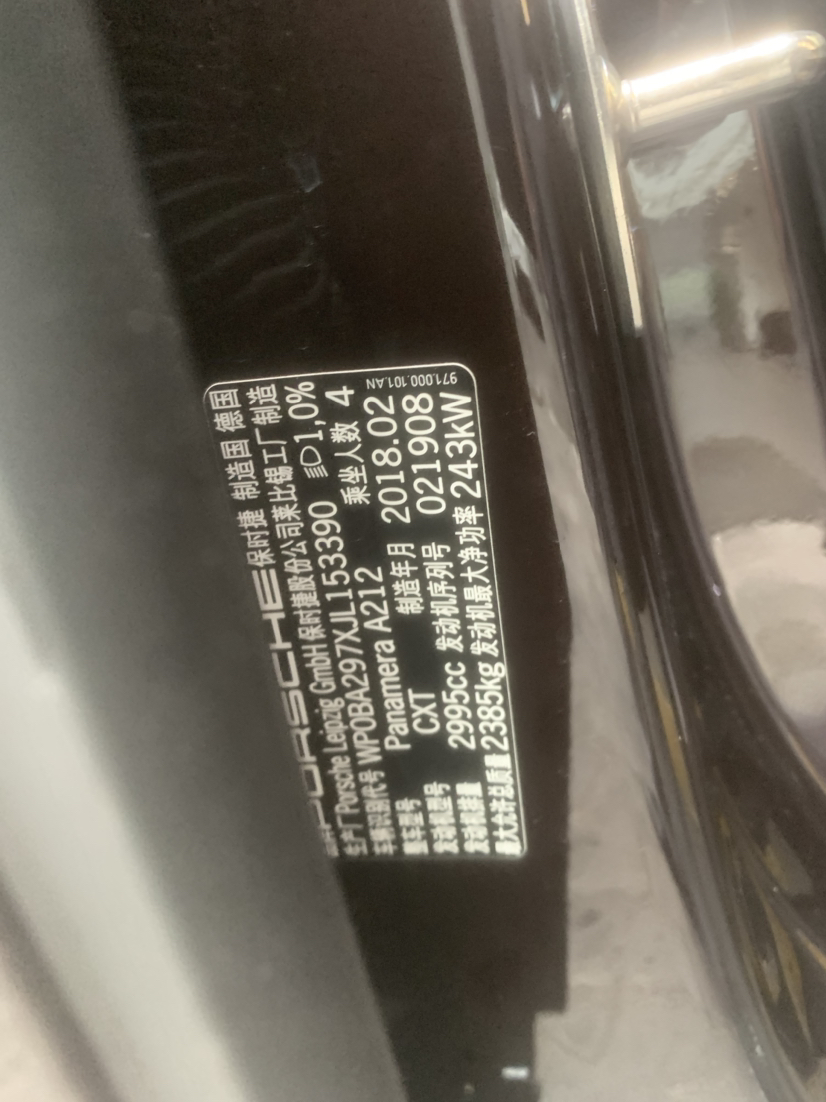 PORSCHE 保时捷 制造国 德国
生产厂 Porsche Leipzig GmbH 保时捷股份公司莱比锡工厂制造
车辆识别代号 WP0BA297XJL153390 1,0%
整车型号 Panamera A212 乘坐人数 4
发动机型号 CXT 制造年月 2018.02
发动机排量 2995cc 发动机序列号 021908
最大允许总质量 2385kg 发动机最大净功率 243kW
971.000.101.AN